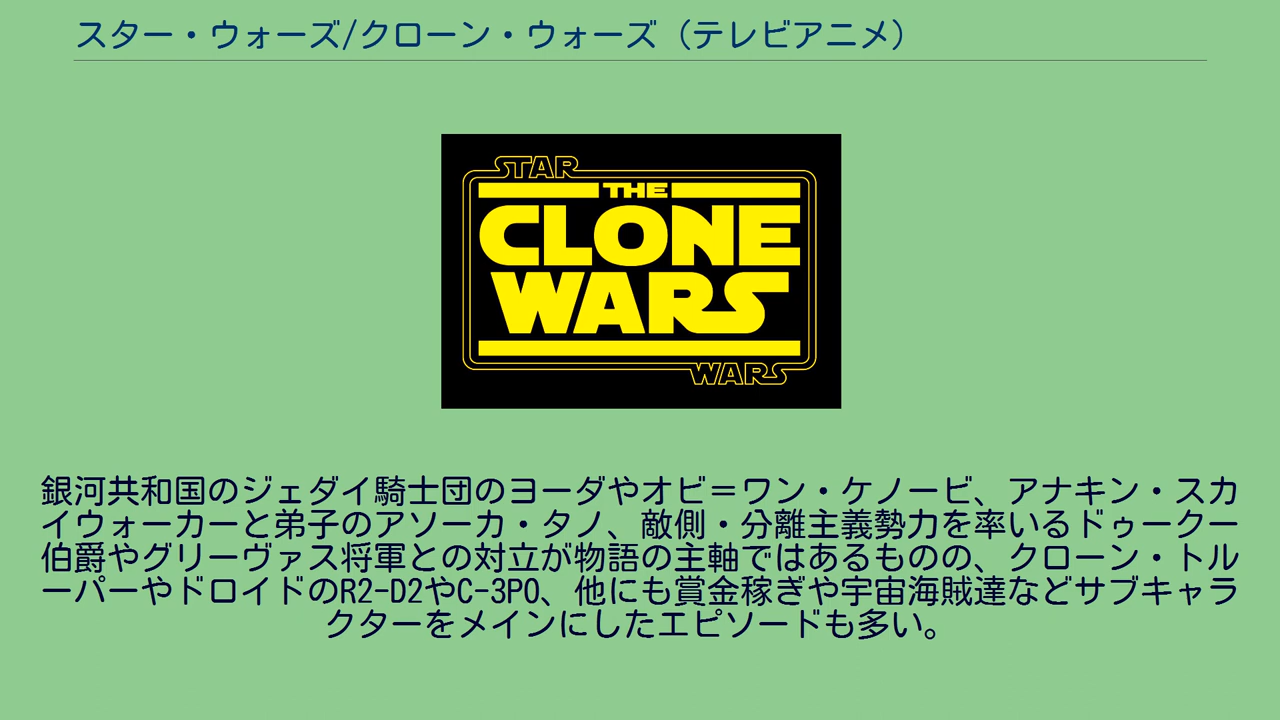 スター・ウォーズ/クローン・ウォーズ（テレビアニメ）
STAR
THE
CLONE
WARS
WARS
銀河共和国のジェダイ騎士団のヨーダやオビ＝ワン・ケノービ、アナキン・スカ
イウォーカーと弟子のアソーカ・タノ、敵側・分離主義勢力を率いるドゥークー
伯爵やグリーヴァス将軍との対立が物語の主軸ではあるものの、クローン・トル
ーパーやドロイドのR2-D2やC-3PO、他にも賞金稼ぎや宇宙海賊達などサブキャラ
クターをメインにしたエピソードも多い。